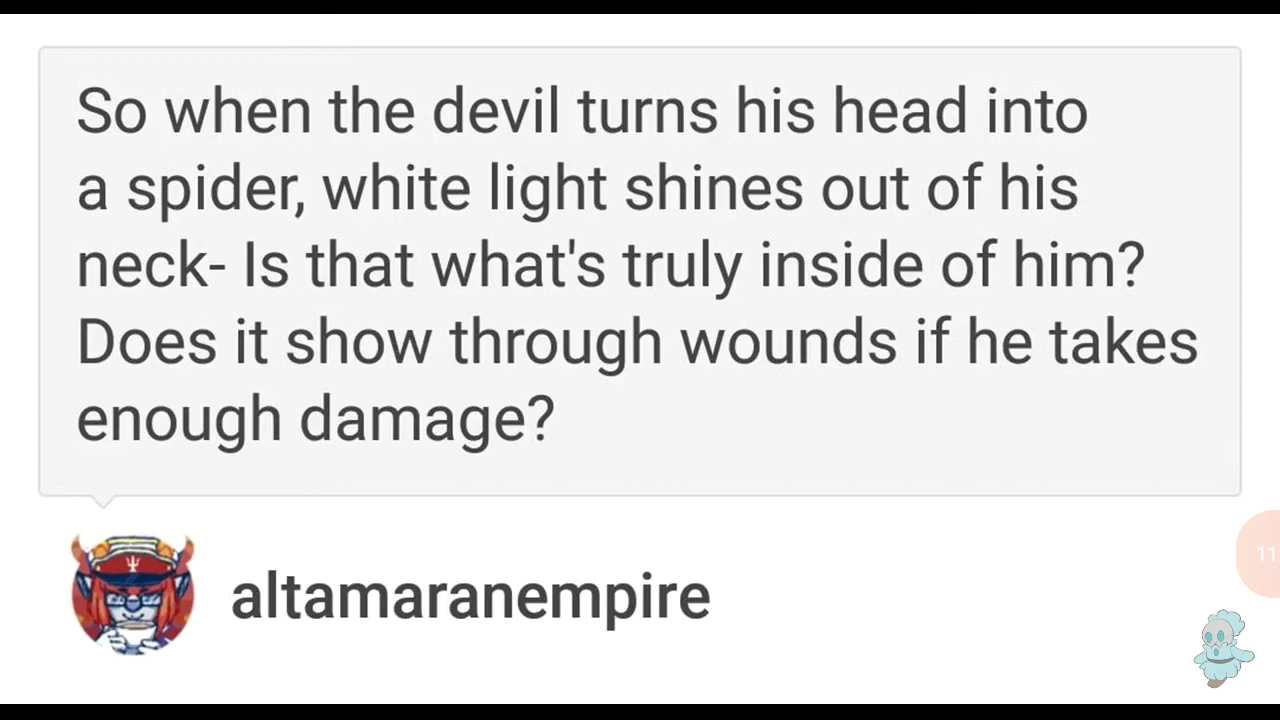 So when the devil turns his head into
a spider, white light shines out of his
neck- Is that what's truly inside of him?
Does it show through wounds if he takes
enough damage?
altamaranempire
11